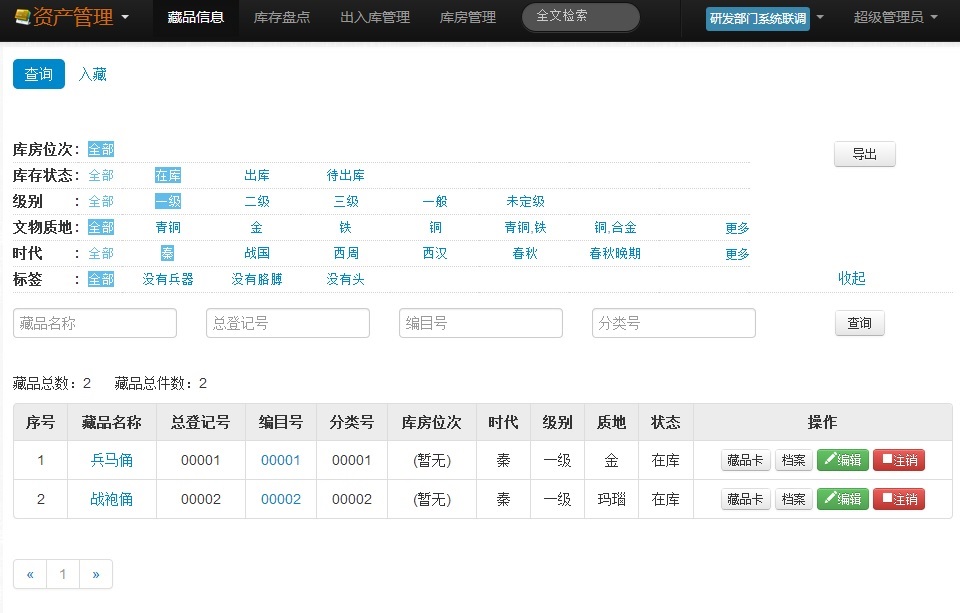 资产管理 藏品信息 库存盘点 出入库管理 库房管理 全文检索 研发部门系统联调 超级管理员
查询 入藏
库房位次: 全部 导出
库存状态: 全部 在库 出库 待出库
级别 : 全部 一级 二级 三级 一般 未定级
文物质地: 全部 青铜 金 铁 铜 青铜,铁 铜,合金 更多
时代 : 全部 秦 战国 西周 西汉 春秋 春秋晚期 更多
标签 : 全部 没有兵器 没有胳膊 没有头 收起
藏品名称 总登记号 编目号 分类号 查询
藏品总数: 2 藏品总件数: 2
序号 藏品名称 总登记号 编目号 分类号 库房位次 时代 级别 质地 状态 操作
1 兵马俑 00001 00001 00001 (暂无) 秦 一级 金 在库 藏品卡 档案 编辑 注销
2 战袍俑 00002 00002 00002 (暂无) 秦 一级 玛瑙 在库 藏品卡 档案 编辑 注销
« 1 »